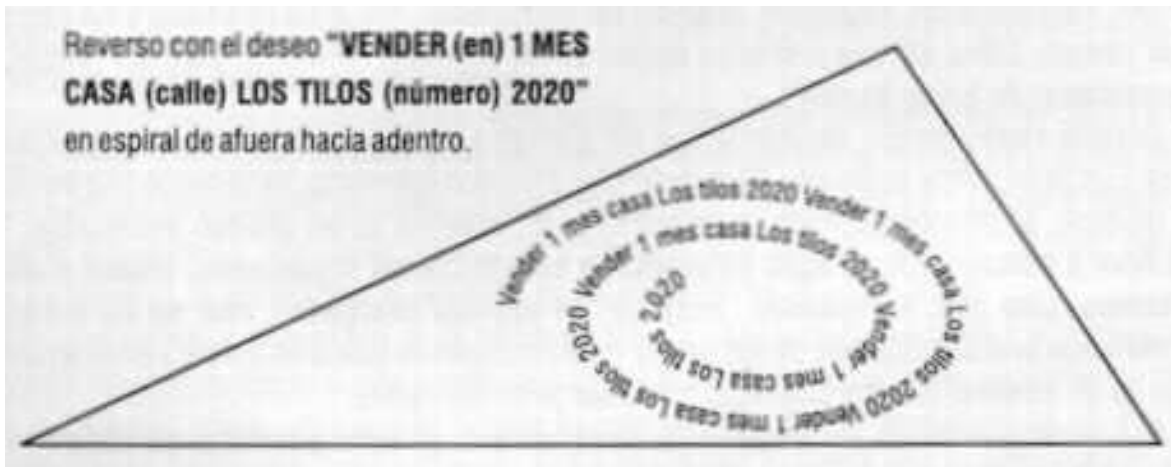 Reverso con el deseo "VENDER (en) 1 MES
CASA (calle) LOS TILOS (número) 2020"
en espiral de afuera hacia adentro.
Vender 1 mes casa Los tilos 2020 Vender 1 mes casa Los tilos 2020 Vender 1 mes casa Los tilos 2020 Vender 1 mes casa Los tilos 2020 Vender 1 mes casa Los tilos 2020